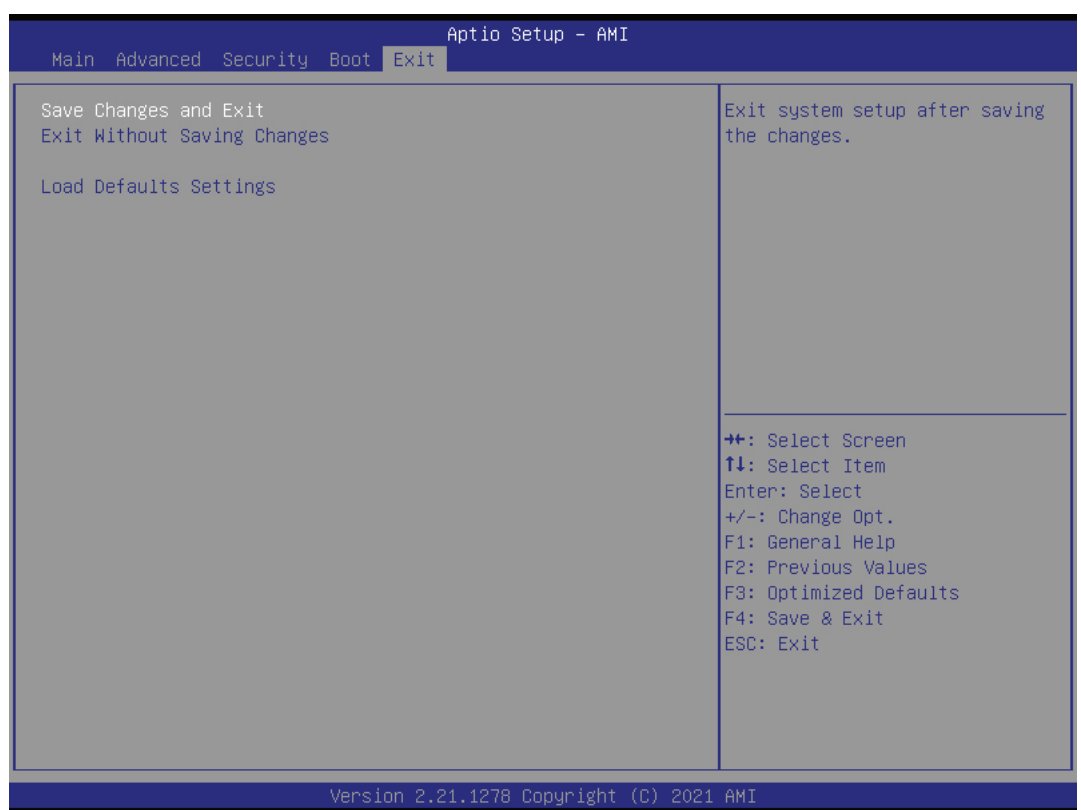 Aptio Setup – AMI
Main Advanced Security Boot Exit
Save Changes and Exit
Exit Without Saving Changes
Load Defaults Settings
Exit system setup after saving
the changes.
→←: Select Screen
↑↓: Select Item
Enter: Select
+/-: Change Opt.
F1: General Help
F2: Previous Values
F3: Optimized Defaults
F4: Save & Exit
ESC: Exit
Version 2.21.1278 Copyright (C) 2021 AMI